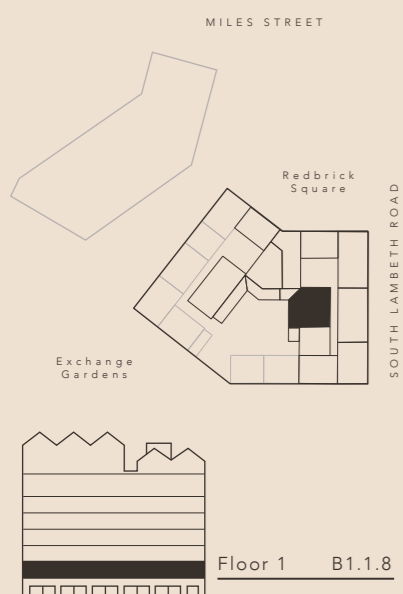 MILES STREET
Redbrick
Square
SOUTH LAMBETH ROAD
Exchange
Gardens
Floor 1 B1.1.8